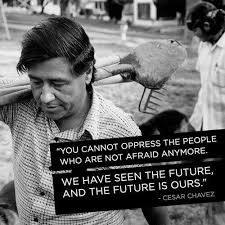 "YOU CANNOT OPPRESS THE PEOPLE
WHO ARE NOT AFRAID ANYMORE.
WE HAVE SEEN THE FUTURE,
AND THE FUTURE IS OURS."
- CESAR CHAVEZ